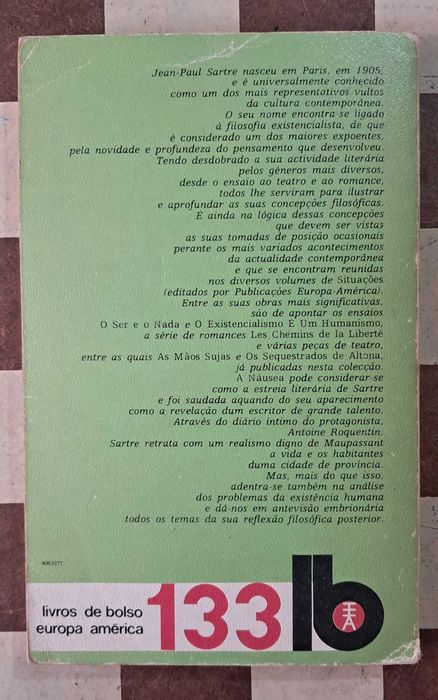 Jean-Paul Sartre nasceu em Paris, em 1905,
e é universalmente conhecido
como um dos mais representativos vultos
da cultura contemporânea.
O seu nome encontra-se ligado
à filosofia existencialista, de que
é considerado um dos maiores expoentes,
pela novidade e profundeza do pensamento que desenvolveu.
Tendo desdobrado a sua actividade literária
pelos géneros mais diversos,
desde o ensaio ao teatro e ao romance,
todos lhe serviram para ilustrar
e aprofundar as suas concepções filosóficas.
É ainda na lógica dessas concepções
que devem ser vistas
as suas tomadas de posição ocasionais
perante os mais variados acontecimentos
da actualidade contemporânea
e que se encontram reunidas
nos diversos volumes de Situações
(editados por Publicações Europa-América).
Entre as suas obras mais significativas,
são de apontar os ensaios
O Ser e o Nada e O Existencialismo É Um Humanismo,
a série de romances Les Chemins de la Liberté
e várias peças de teatro,
entre as quais As Mãos Sujas e Os Sequestrados de Altona,
já publicadas nesta colecção.
A Náusea pode considerar-se
como a estreia literária de Sartre
e foi saudada aquando do seu aparecimento
como a revelação dum escritor de grande talento.
Através do diário íntimo do protagonista,
Antoine Roquentin,
Sartre retrata com um realismo digno de Maupassant
a vida e os habitantes
duma cidade de província.
Mas, mais do que isso,
adentra-se também na análise
dos problemas da existência humana
e dá-nos em antevisão embrionária
todos os temas da sua reflexão filosófica posterior.
livros de bolso
europa américa
133
lb